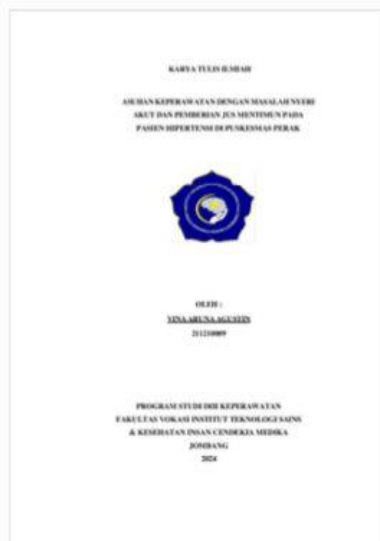 KARYA TULIS ILMIAH
ASUHAN KEPERAWATAN DENGAN MASALAH NYERI
AKUT DAN PEMBERIAN JUS MENTIMUN PADA
PASIEN HIPERTENSI DI PUSKESMAS PERAK
OLEH :
VINA ARUNA AGUSTIN
211210009
PROGRAM STUDI DIII KEPERAWATAN
FAKULTAS VOKASI INSTITUT TEKNOLOGI SAINS
& KESEHATAN INSAN CENDEKIA MEDIKA
JOMBANG
2024